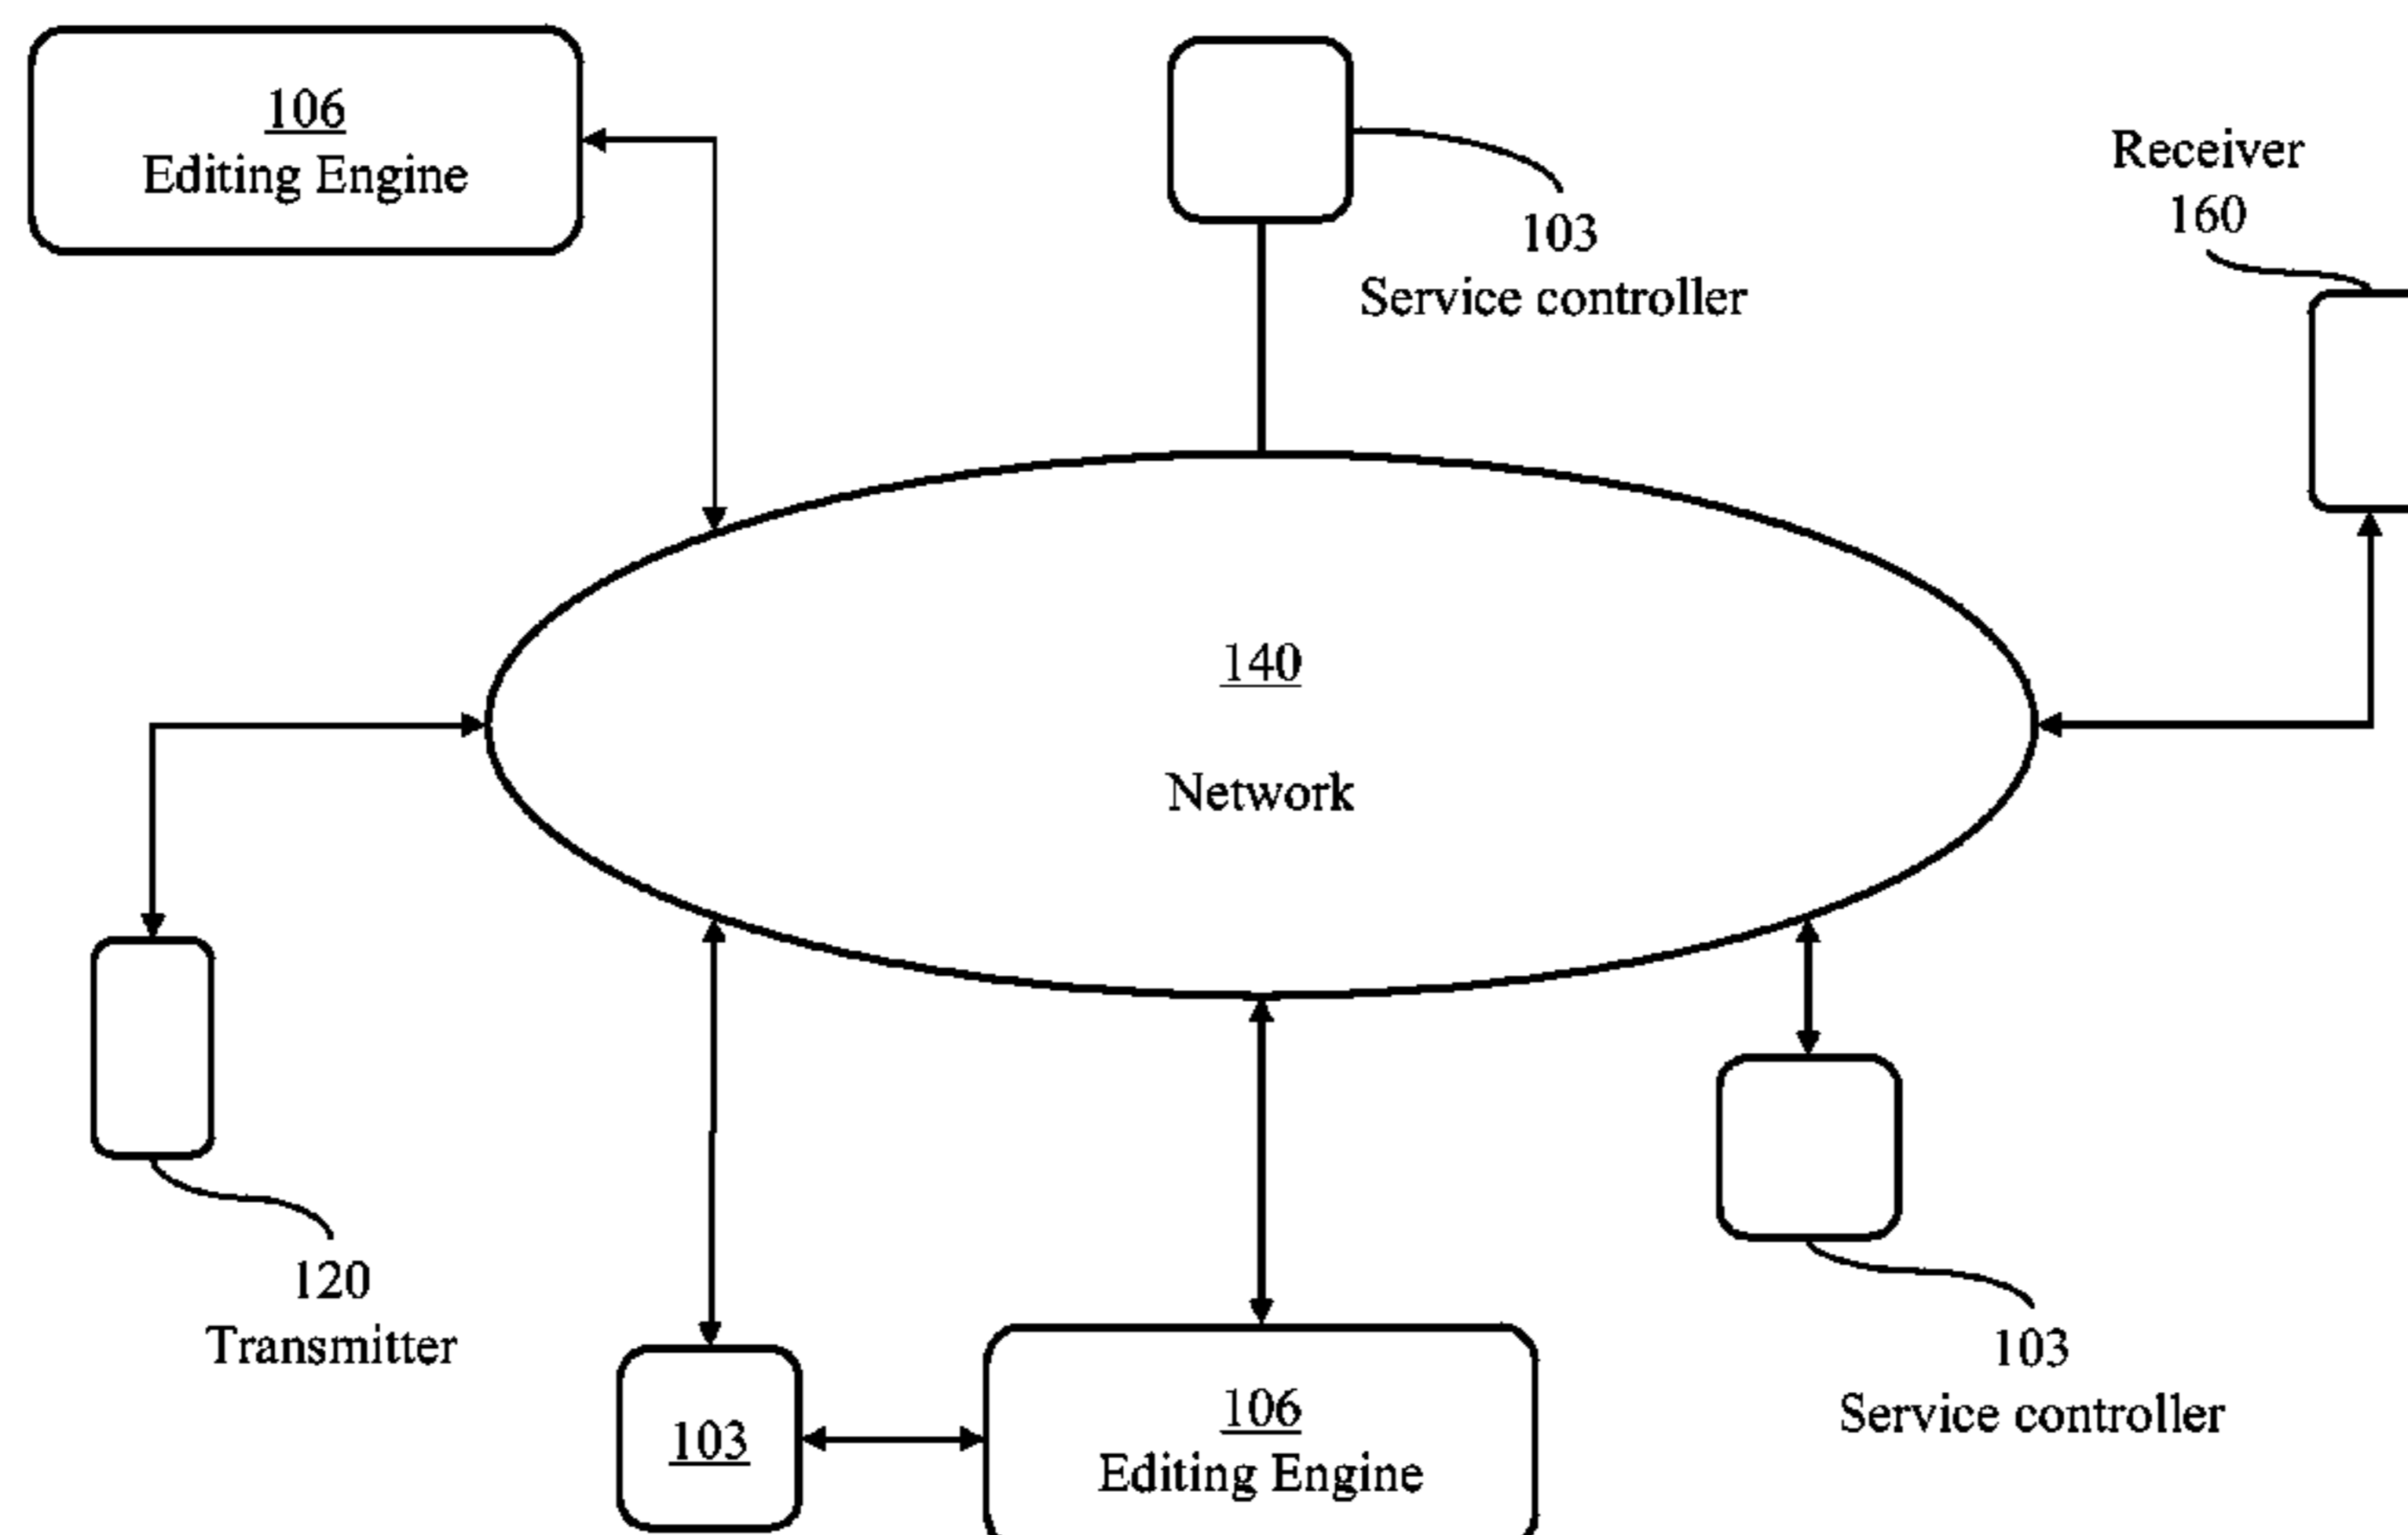 106
Editing Engine
103
Service controller
Receiver
160
140
Network
120
Transmitter
103
106
Editing Engine
103
Service controller